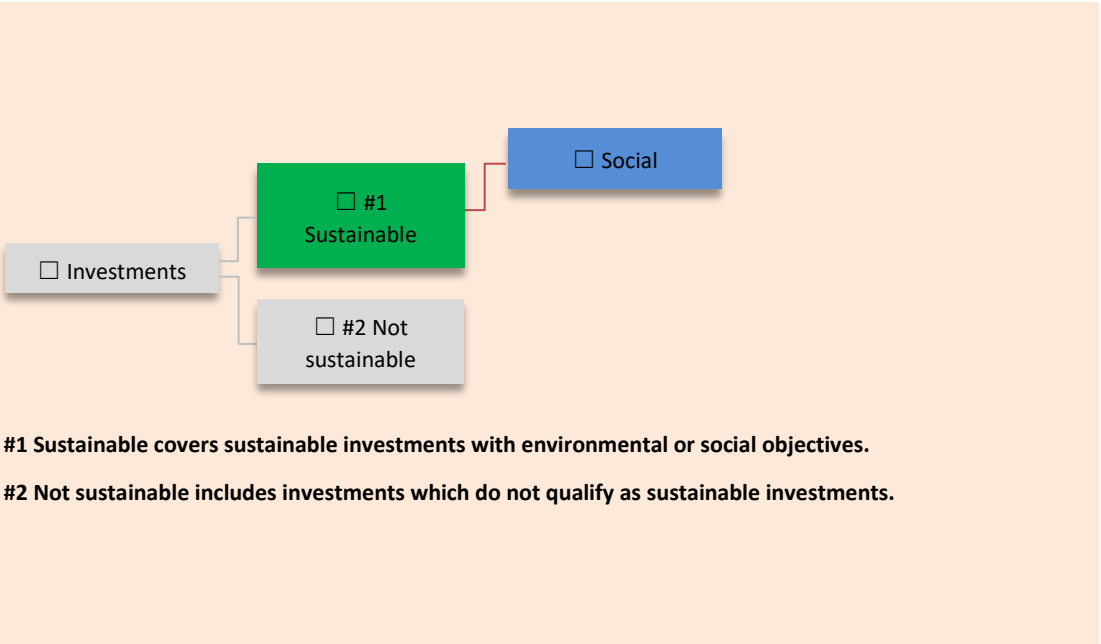 ☐ Social
☐ #1
Sustainable
☐ Investments
☐ #2 Not
sustainable
#1 Sustainable covers sustainable investments with environmental or social objectives.
#2 Not sustainable includes investments which do not qualify as sustainable investments.